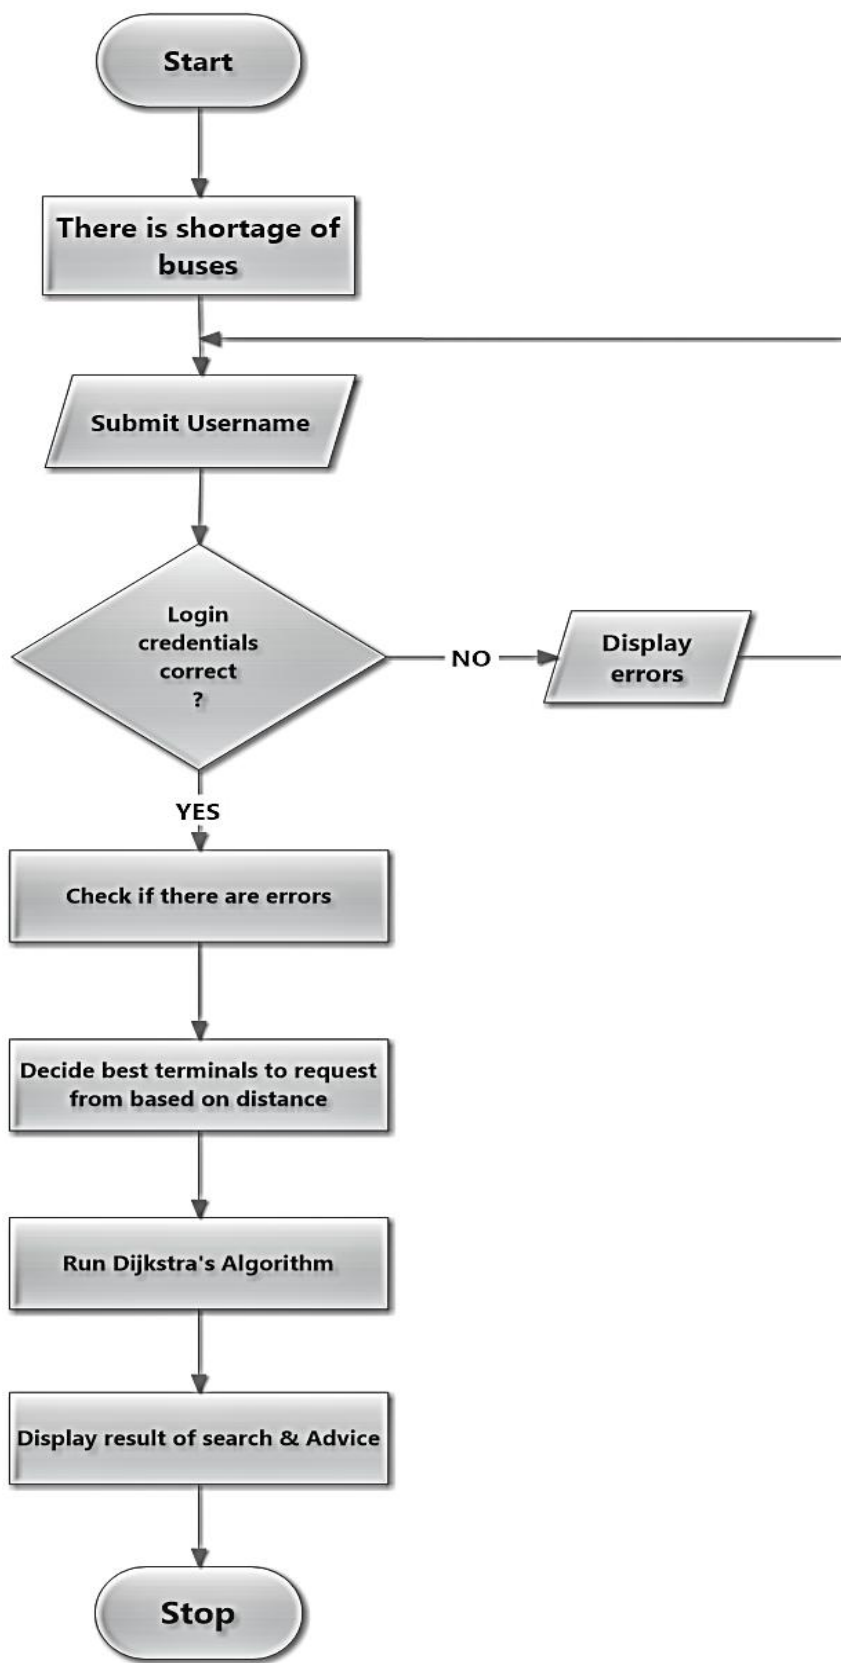 Start
There is shortage of
buses
Submit Username
Login
credentials
correct
?
NO
Display
errors
YES
Check if there are errors
Decide best terminals to request
from based on distance
Run Dijkstra's Algorithm
Display result of search & Advice
Stop